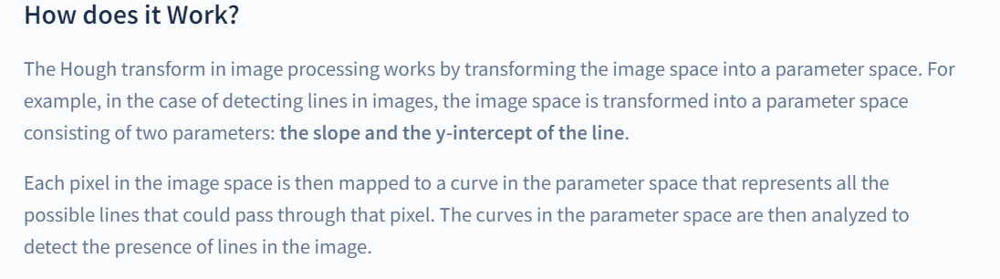 How does it Work?
The Hough transform in image processing works by transforming the image space into a parameter space. For
example, in the case of detecting lines in images, the image space is transformed into a parameter space
consisting of two parameters: the slope and the y-intercept of the line.
Each pixel in the image space is then mapped to a curve in the parameter space that represents all the
possible lines that could pass through that pixel. The curves in the parameter space are then analyzed to
detect the presence of lines in the image.